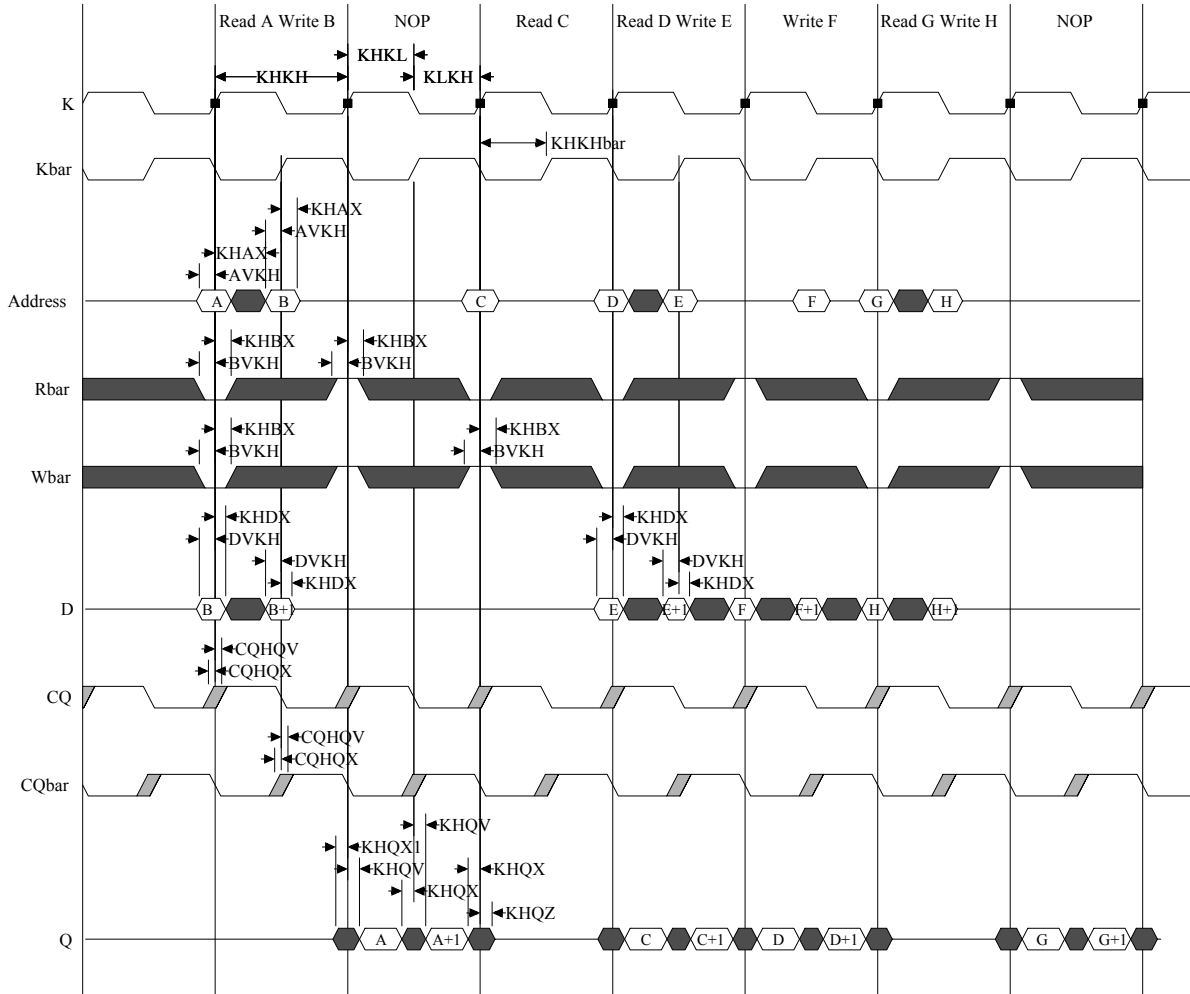 Read A Write B NOP Read C Read D Write E Write F Read G Write H NOP
KHKL
KHKH KLKH
K
KHKHbar
Kbar
KHAX
AVKH
KHAX
AVKH
Address A B C D E F G H
KHBX KHBX
BVKH BVKH
Rbar
KHBX KHBX
BVKH BVKH
Wbar
KHDX KHDX
DVKH DVKH
DVKH DVKH
KHDX KHDX
D B B+1 E E+1 F F+1 H H+1
CQHQV
CQHQX
CQ
CQHQV
CQHQX
CQbar
KHQV
KHQX1
KHQV KHQX
KHQX
KHQZ
Q A A+1 C C+1 D D+1 G G+1